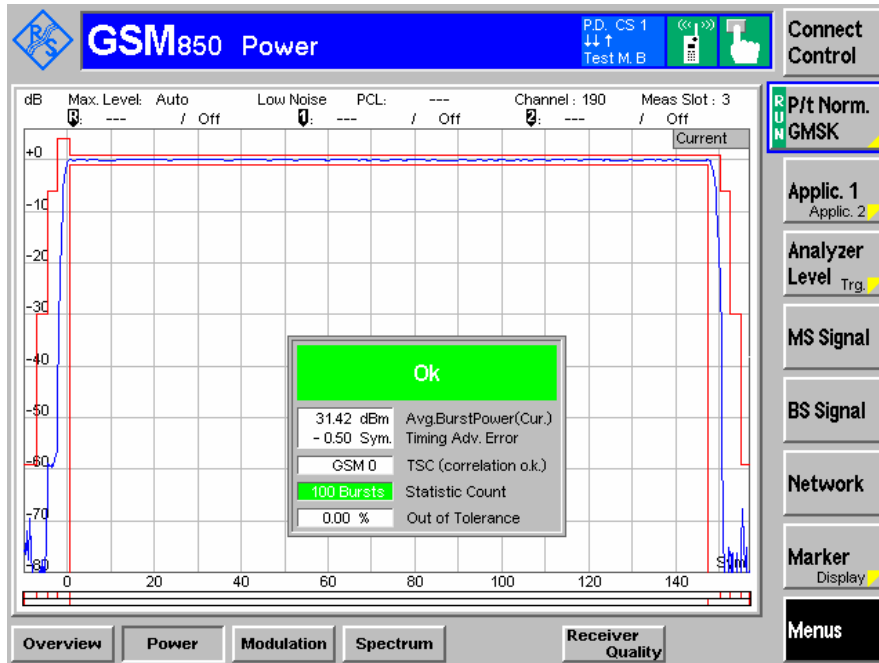 R S
GSM850 Power
P.D. CS 1
Test M. B
Connect Control
dB Max. Level: Auto Low Noise PCL: --- Channel : 190 Meas Slot : 3
R: --- / Off 1: --- / Off 2: --- / Off
Current
RUN
P/t Norm.
GMSK
+0
-10
-20
-30
-40
-50
-60
-70
-80
Applic. 1
Applic. 2
Analyzer
Level Trg.
MS Signal
BS Signal
Network
Marker
Display
Menus
Ok
31.42 dBm Avg.BurstPower(Cur.)
- 0.50 Sym. Timing Adv. Error
GSM 0 TSC (correlation o.k.)
100 Bursts Statistic Count
0.00 % Out of Tolerance
0 20 40 60 80 100 120 140
Overview Power Modulation Spectrum Receiver Quality